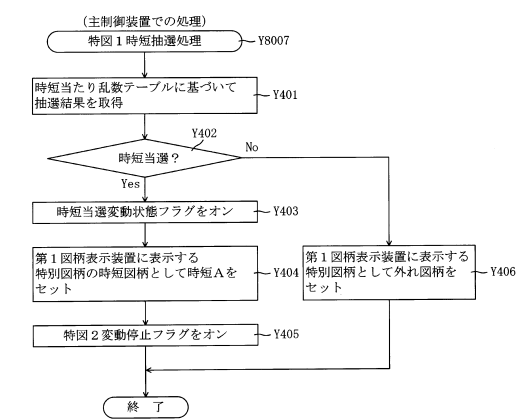 (主制御装置での処理)
特図1時短抽選処理
Y8007
時短当たり乱数テーブルに基づいて
抽選結果を取得
Y401
Y402
時短当選？
No
Yes
時短当選変動状態フラグをオン
Y403
第1図柄表示装置に表示する
特別図柄の時短図柄として時短Aを
セット
Y404
第1図柄表示装置に表示する
特別図柄として外れ図柄を
セット
Y406
特図2変動停止フラグをオン
Y405
終 了